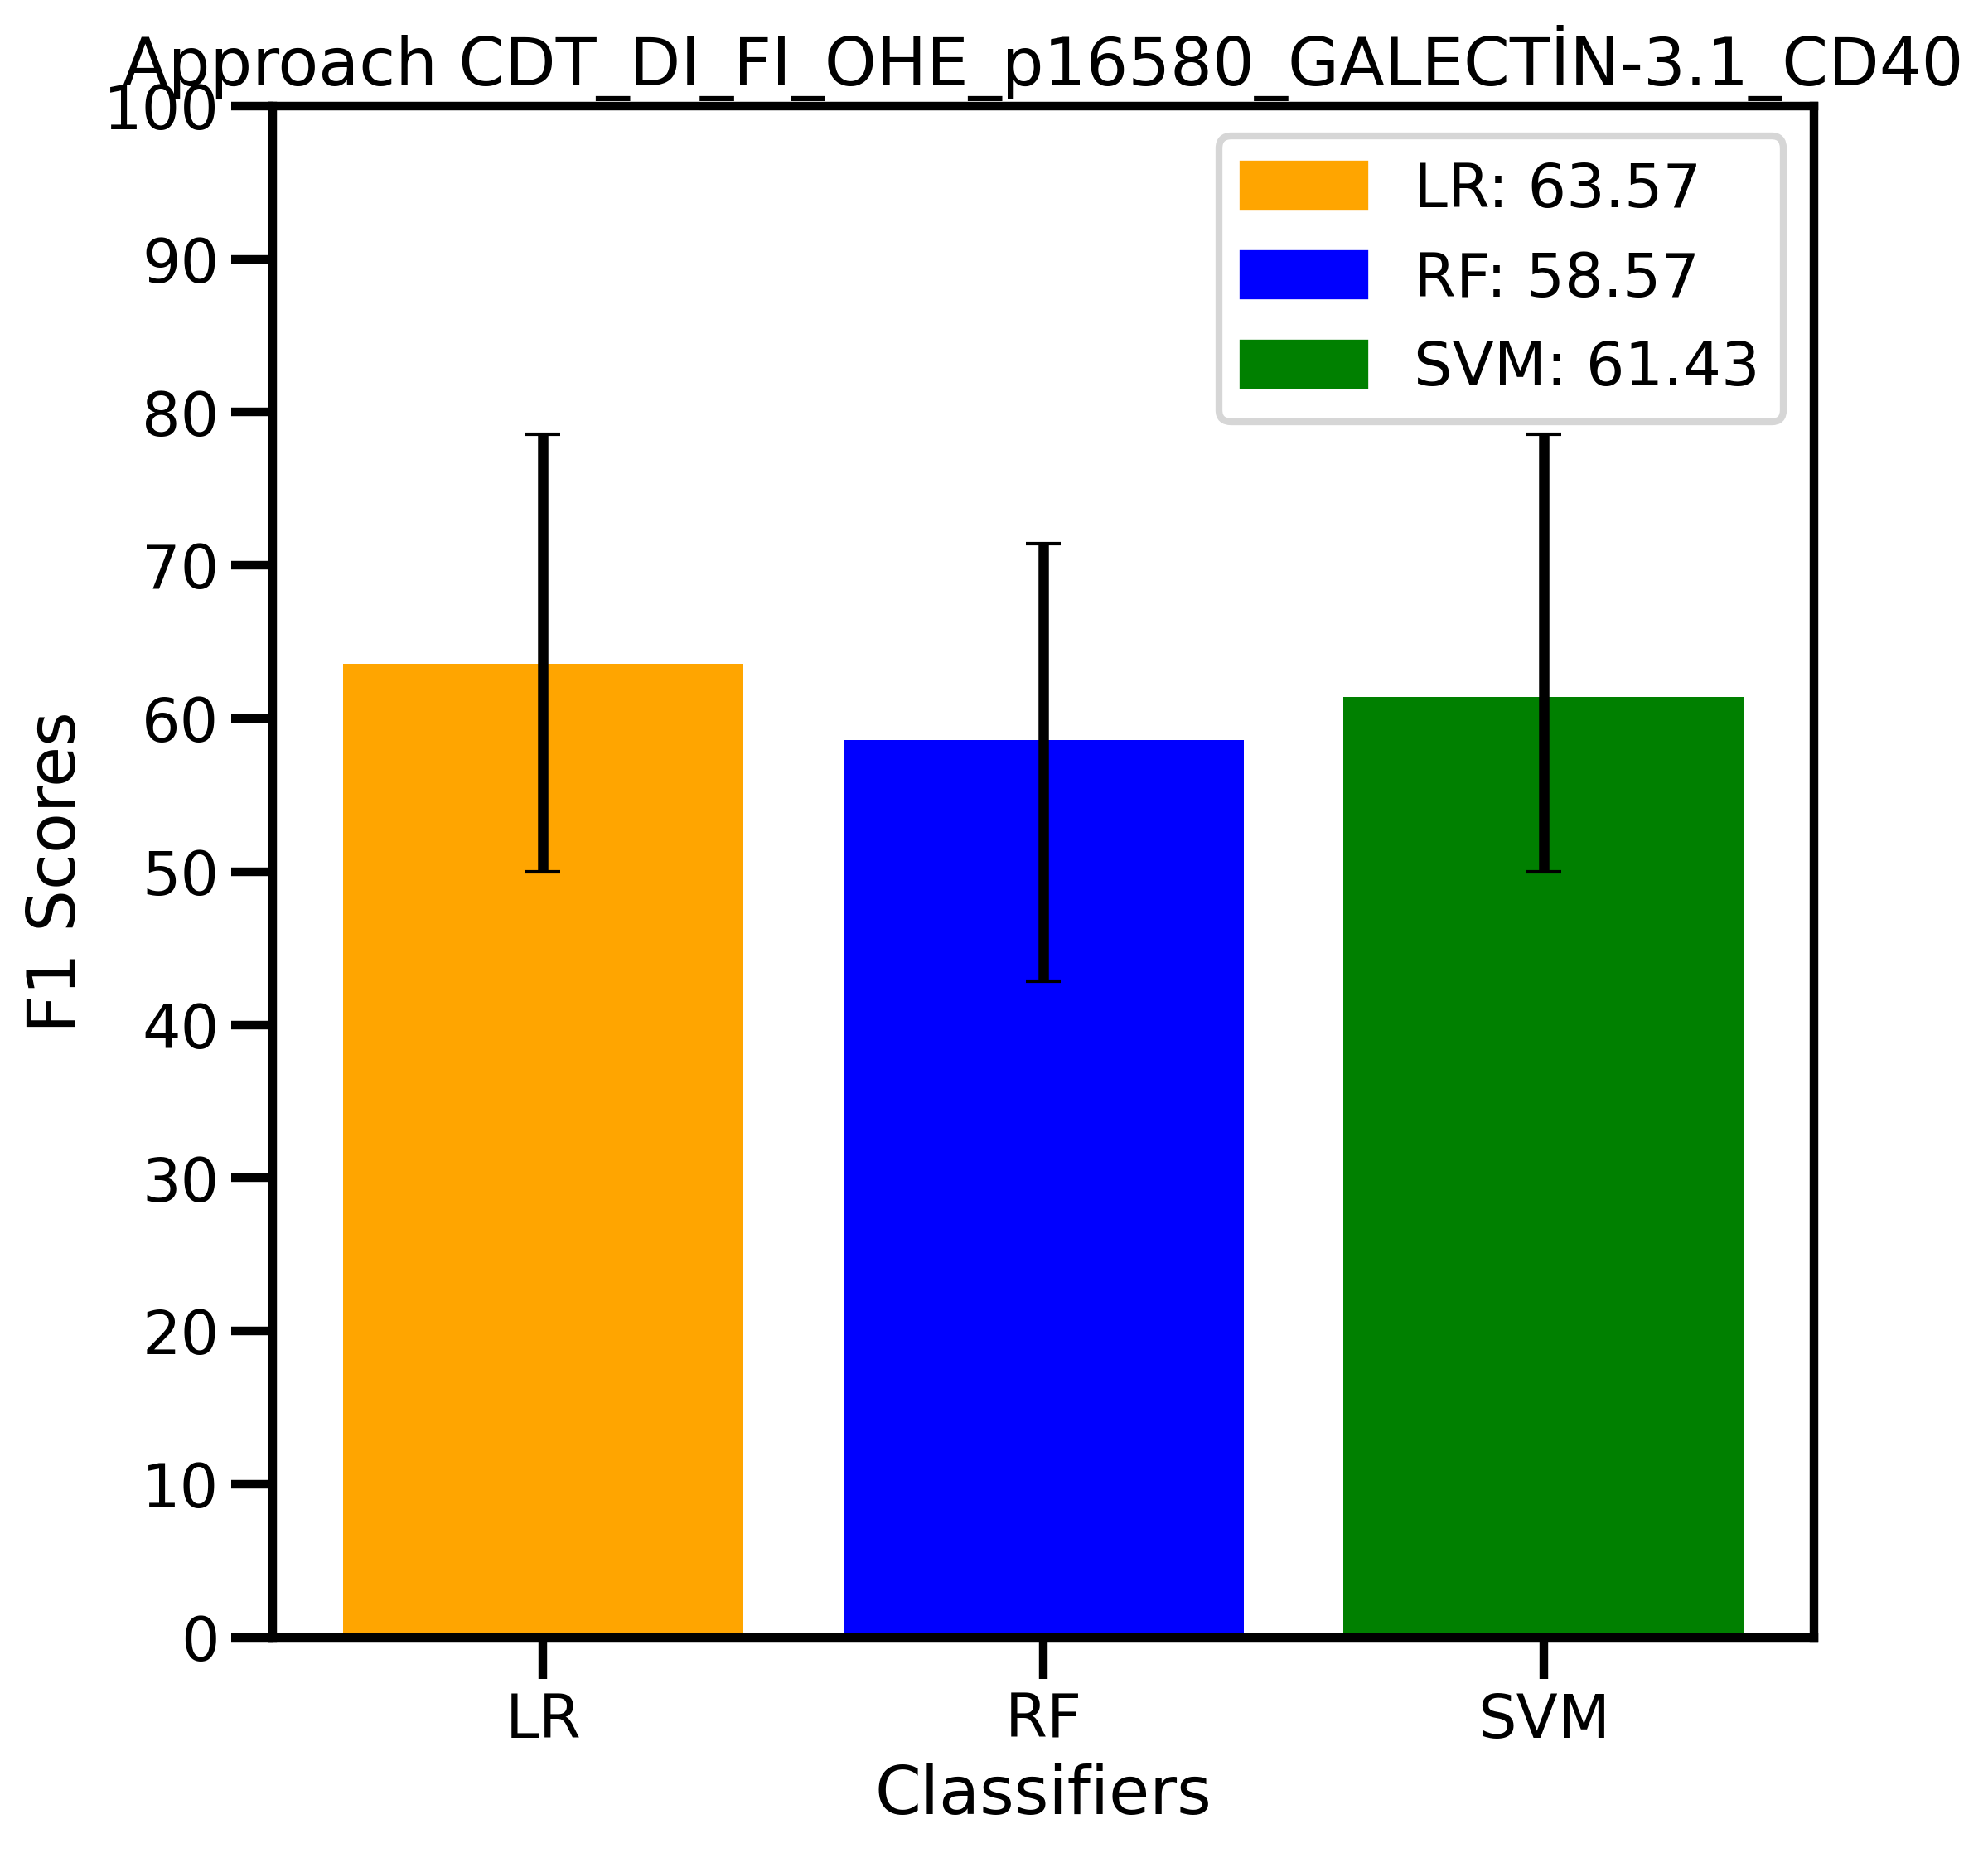 Approach CDT_DI_FI_OHE_p16580_GALECTİN-3.1_CD40
100
90
80
70
60
50
40
30
20
10
0
F1 Scores
LR: 63.57
RF: 58.57
SVM: 61.43
LR RF SVM
Classifiers